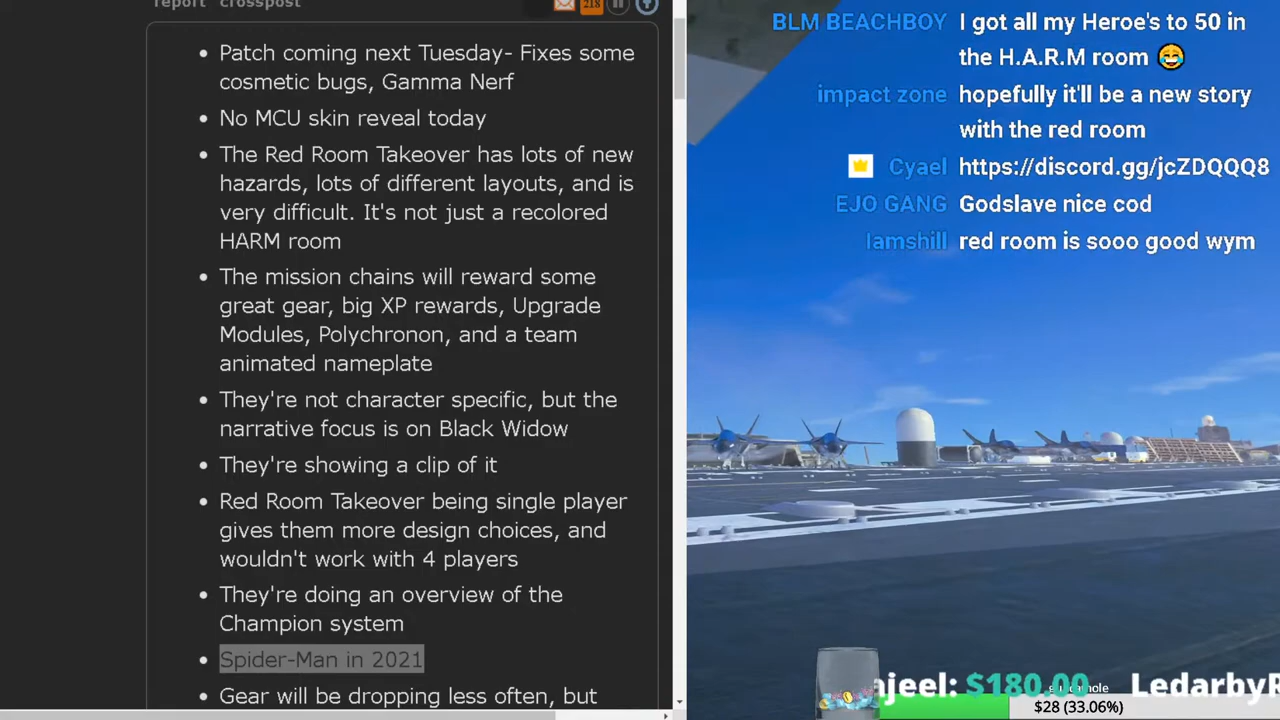 report crosspost
218
Patch coming next Tuesday- Fixes some
cosmetic bugs, Gamma Nerf
No MCU skin reveal today
The Red Room Takeover has lots of new
hazards, lots of different layouts, and is
very difficult. It's not just a recolored
HARM room
The mission chains will reward some
great gear, big XP rewards, Upgrade
Modules, Polychronon, and a team
animated nameplate
They're not character specific, but the
narrative focus is on Black Widow
They're showing a clip of it
Red Room Takeover being single player
gives them more design choices, and
wouldn't work with 4 players
They're doing an overview of the
Champion system
Spider-Man in 2021
Gear will be dropping less often, but
BLM BEACHBOY I got all my Heroe's to 50 in
the H.A.R.M room 😂
impact zone hopefully it'll be a new story
with the red room
Cyael https://discord.gg/jcZDQQQ8
EJO GANG Godslave nice cod
Iamshill red room is sooo good wym
ajeel: $180.00 LedarbyR
$28 (33.06%)